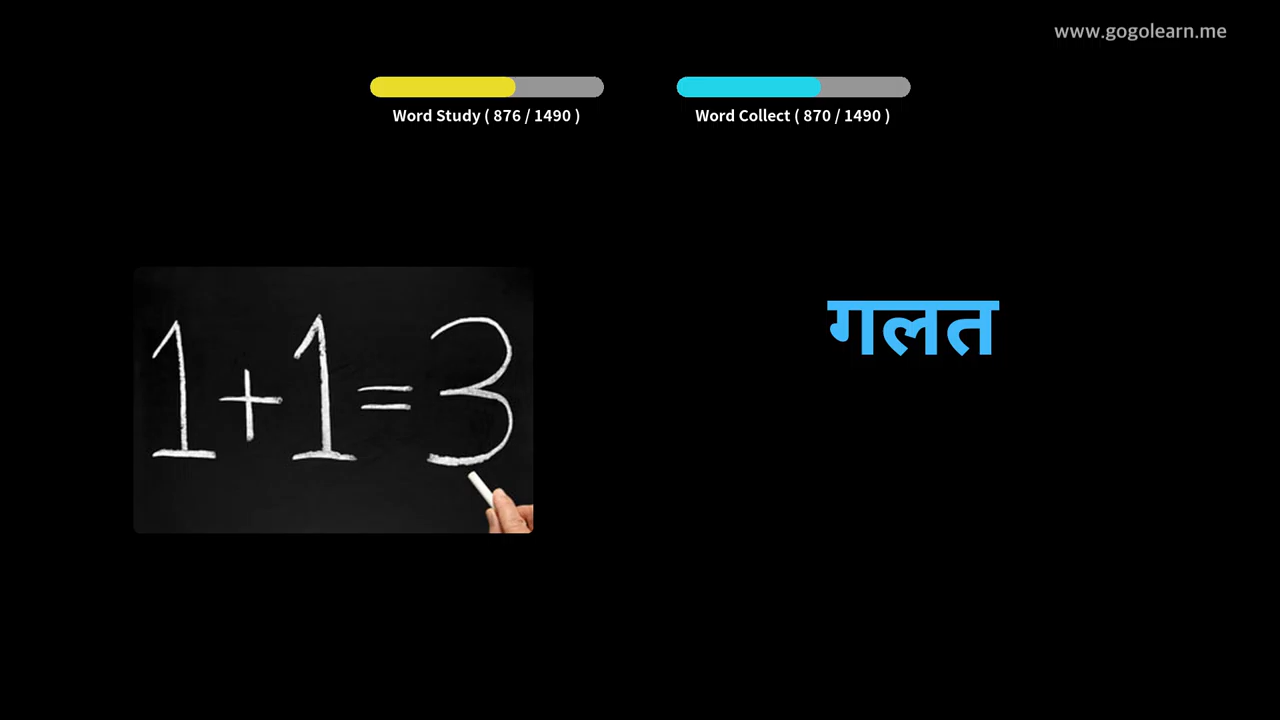 www.gogolearn.me
Word Study ( 876 / 1490 )
Word Collect ( 870 / 1490 )
1+1=3
गलत